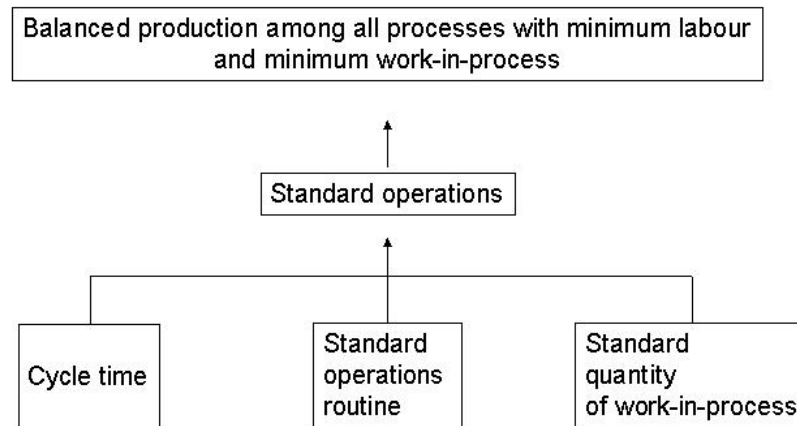 Balanced production among all processes with minimum labour
and minimum work-in-process
Standard operations
Cycle time
Standard
operations
routine
Standard
quantity
of work-in-process